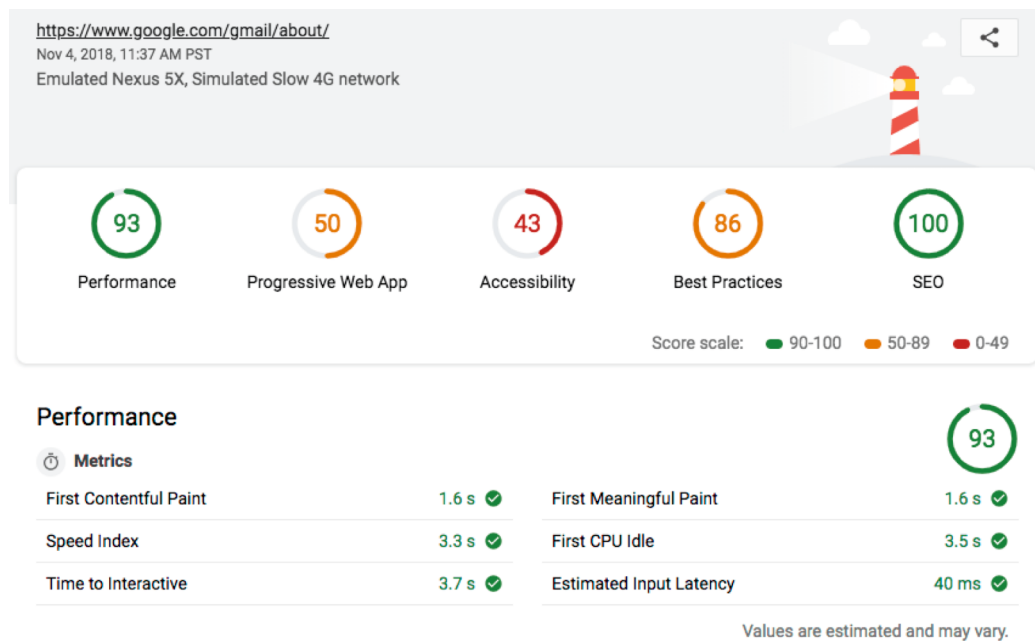 https://www.google.com/gmail/about/
Nov 4, 2018, 11:37 AM PST
Emulated Nexus 5X, Simulated Slow 4G network
93 50 43 86 100
Performance Progressive Web App Accessibility Best Practices SEO
Score scale: 90-100 50-89 0-49
Performance 93
Metrics
First Contentful Paint 1.6 s First Meaningful Paint 1.6 s
Speed Index 3.3 s First CPU Idle 3.5 s
Time to Interactive 3.7 s Estimated Input Latency 40 ms
Values are estimated and may vary.